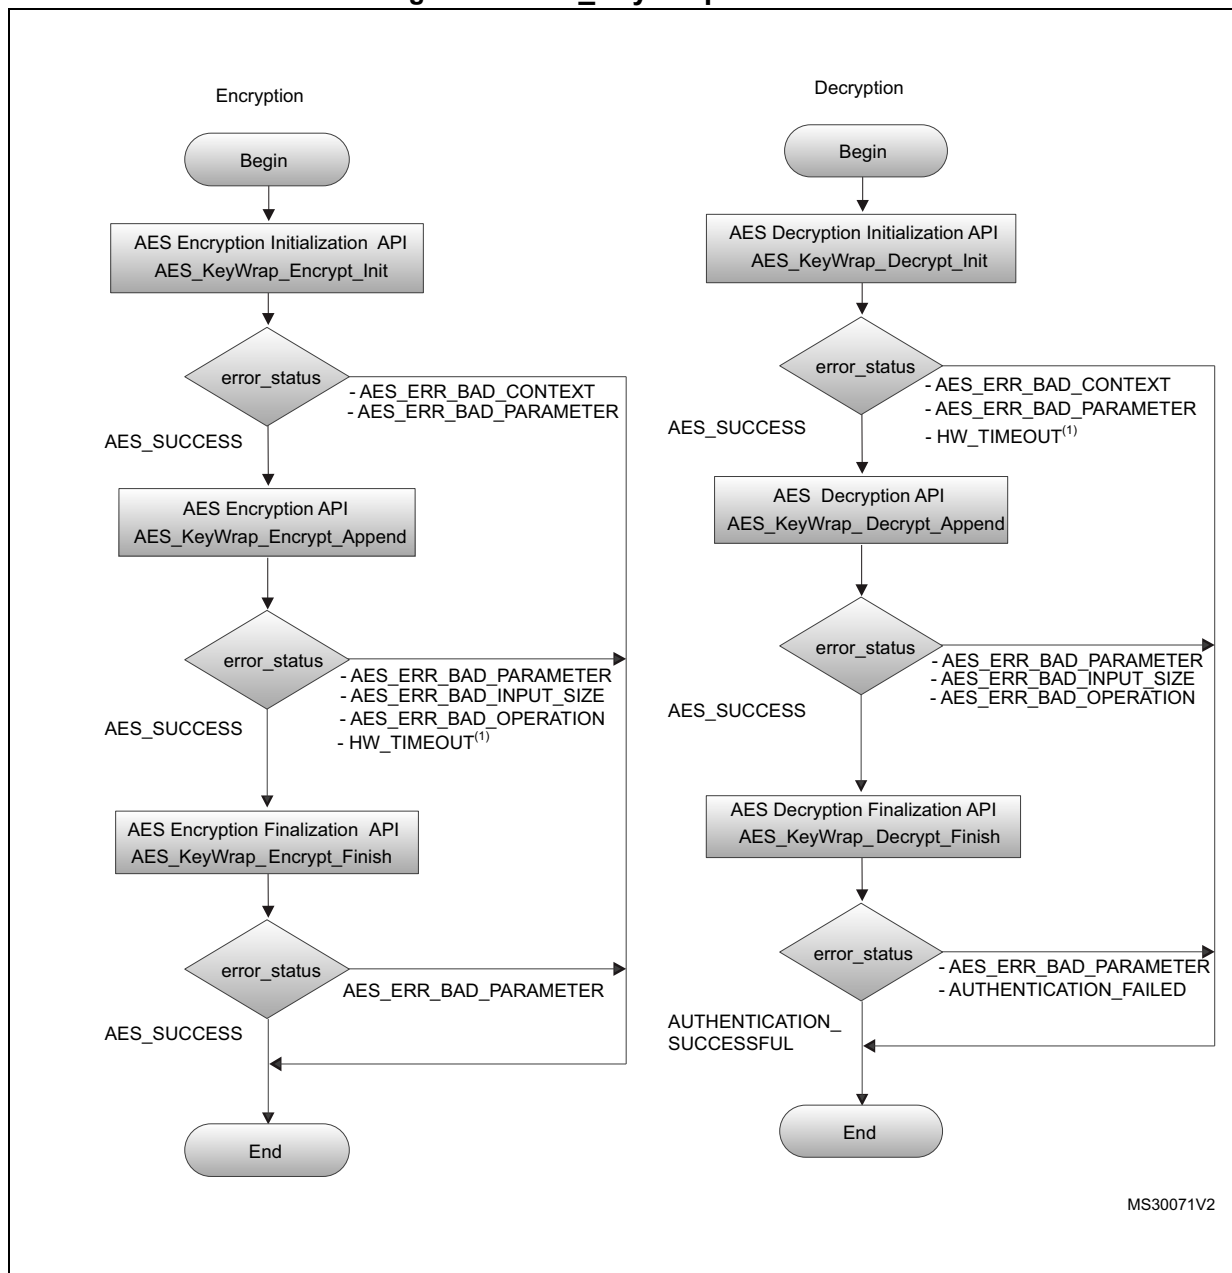 Encryption
Begin
AES Encryption Initialization API
AES_KeyWrap_Encrypt_Init
error_status
- AES_ERR_BAD_CONTEXT
- AES_ERR_BAD_PARAMETER
AES_SUCCESS
AES Encryption API
AES_KeyWrap_Encrypt_Append
error_status
- AES_ERR_BAD_PARAMETER
- AES_ERR_BAD_INPUT_SIZE
- AES_ERR_BAD_OPERATION
- HW_TIMEOUT(1)
AES_SUCCESS
AES Encryption Finalization API
AES_KeyWrap_Encrypt_Finish
error_status
AES_ERR_BAD_PARAMETER
AES_SUCCESS
End
Decryption
Begin
AES Decryption Initialization API
AES_KeyWrap_Decrypt_Init
error_status
- AES_ERR_BAD_CONTEXT
- AES_ERR_BAD_PARAMETER
- HW_TIMEOUT(1)
AES_SUCCESS
AES Decryption API
AES_KeyWrap_Decrypt_Append
error_status
- AES_ERR_BAD_PARAMETER
- AES_ERR_BAD_INPUT_SIZE
- AES_ERR_BAD_OPERATION
AES_SUCCESS
AES Decryption Finalization API
AES_KeyWrap_Decrypt_Finish
error_status
- AES_ERR_BAD_PARAMETER
- AUTHENTICATION_FAILED
AUTHENTICATION_
SUCCESSFUL
End
MS30071V2